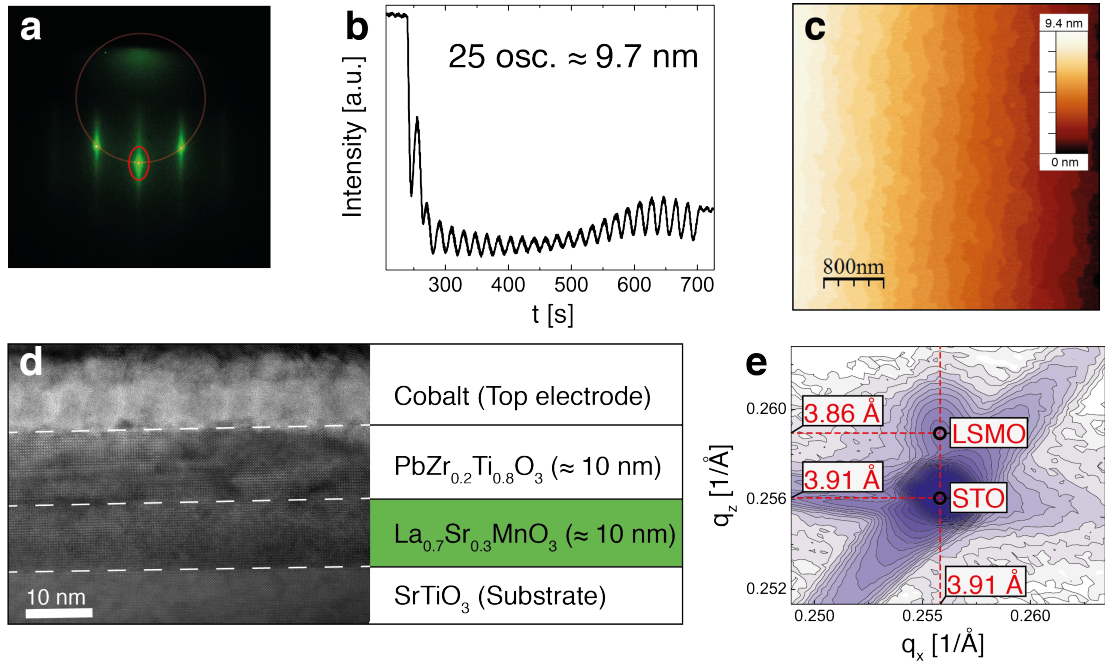 a
b
25 osc. ≈ 9.7 nm
Intensity [a.u.]
300 400 500 600 700
t [s]
c
9.4 nm
0 nm
800nm
d
Cobalt (Top electrode)
PbZr0.2Ti0.8O3 (≈ 10 nm)
La0.7Sr0.3MnO3 (≈ 10 nm)
SrTiO3 (Substrate)
10 nm
e
0.260
3.86 Å
LSMO
3.91 Å
0.256
STO
qz [1/Å]
3.91 Å
0.252
0.250 0.255 0.260
qx [1/Å]